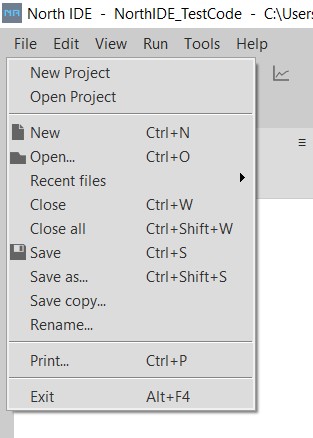 North IDE - NorthIDE_TestCode - C:\Users
File Edit View Run Tools Help
New Project
Open Project
New Ctrl+N
Open... Ctrl+O
Recent files
Close Ctrl+W
Close all Ctrl+Shift+W
Save Ctrl+S
Save as... Ctrl+Shift+S
Save copy...
Rename...
Print... Ctrl+P
Exit Alt+F4